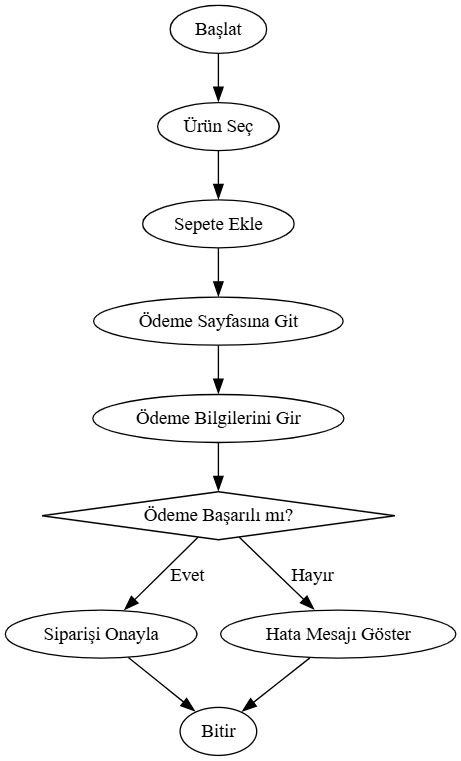 Başlat
Ürün Seç
Sepete Ekle
Ödeme Sayfasına Git
Ödeme Bilgilerini Gir
Ödeme Başarılı mı?
Evet
Hayır
Siparişi Onayla
Hata Mesajı Göster
Bitir